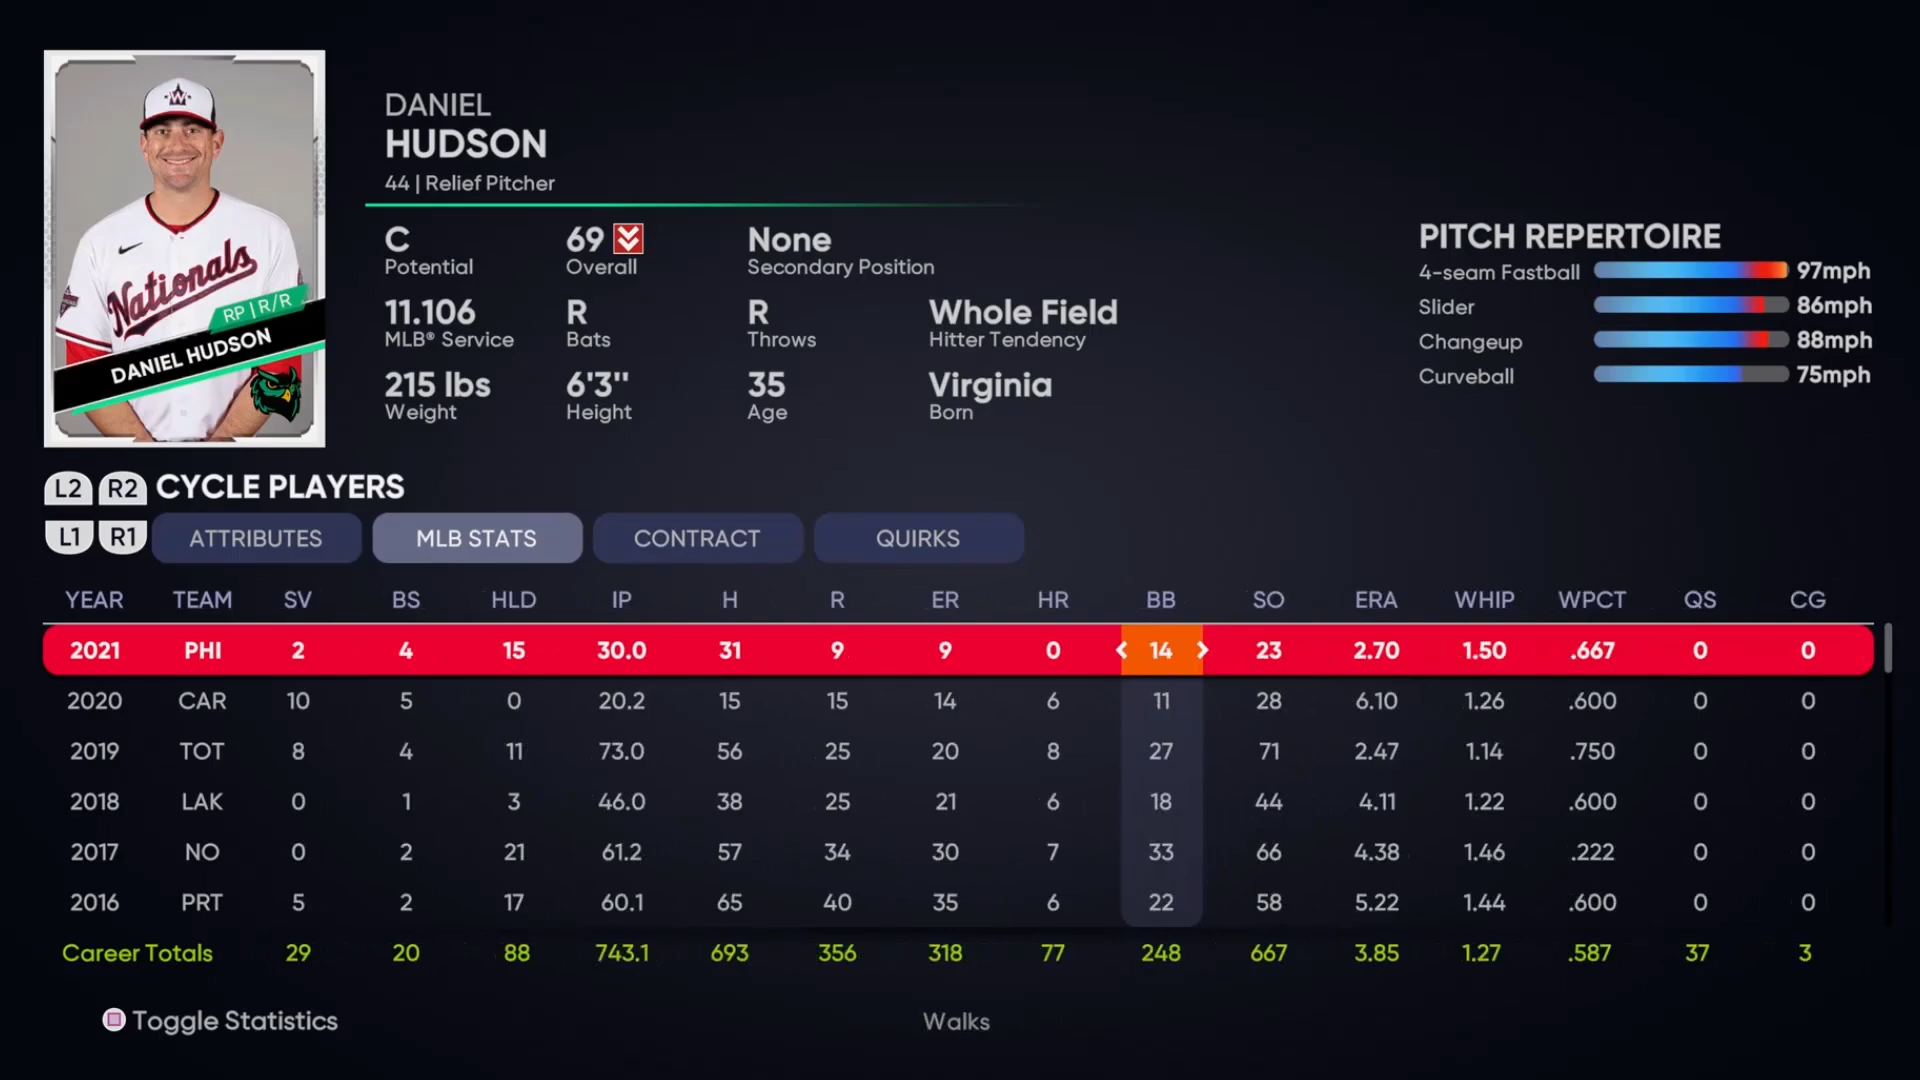 W
Nationals
RP | R/R
DANIEL HUDSON
DANIEL
HUDSON
44 | Relief Pitcher
C
Potential
69
Overall
None
Secondary Position
11.106
MLB® Service
R
Bats
R
Throws
Whole Field
Hitter Tendency
215 lbs
Weight
6'3"
Height
35
Age
Virginia
Born
PITCH REPERTOIRE
4-seam Fastball 97mph
Slider 86mph
Changeup 88mph
Curveball 75mph
L2 R2 CYCLE PLAYERS
L1 R1 ATTRIBUTES MLB STATS CONTRACT QUIRKS
YEAR TEAM SV BS HLD IP H R ER HR BB SO ERA WHIP WPCT QS CG
2021 PHI 2 4 15 30.0 31 9 9 0 14 23 2.70 1.50 .667 0 0
2020 CAR 10 5 0 20.2 15 15 14 6 11 28 6.10 1.26 .600 0 0
2019 TOT 8 4 11 73.0 56 25 20 8 27 71 2.47 1.14 .750 0 0
2018 LAK 0 1 3 46.0 38 25 21 6 18 44 4.11 1.22 .600 0 0
2017 NO 0 2 21 61.2 57 34 30 7 33 66 4.38 1.46 .222 0 0
2016 PRT 5 2 17 60.1 65 40 35 6 22 58 5.22 1.44 .600 0 0
Career Totals 29 20 88 743.1 693 356 318 77 248 667 3.85 1.27 .587 37 3
Toggle Statistics
Walks